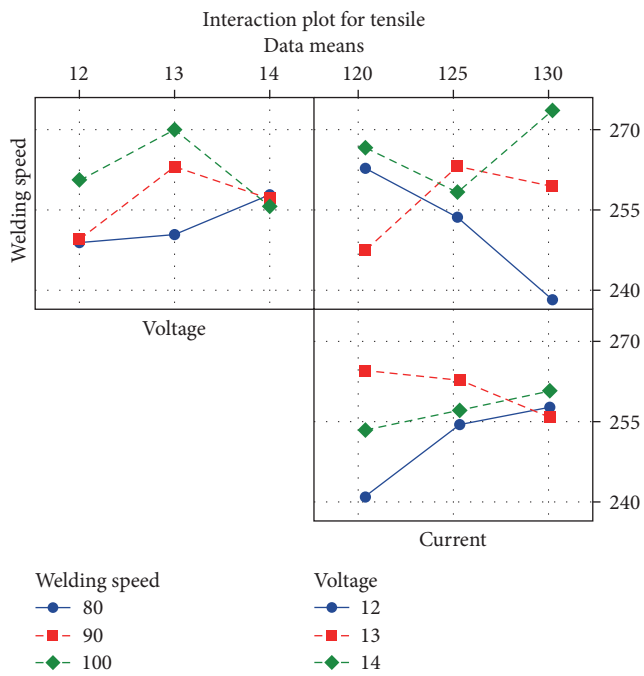 Interaction plot for tensile
Data means
12 13 14 120 125 130
Welding speed
270
255
240
Voltage
270
255
240
Current
Welding speed
80
90
100
Voltage
12
13
14